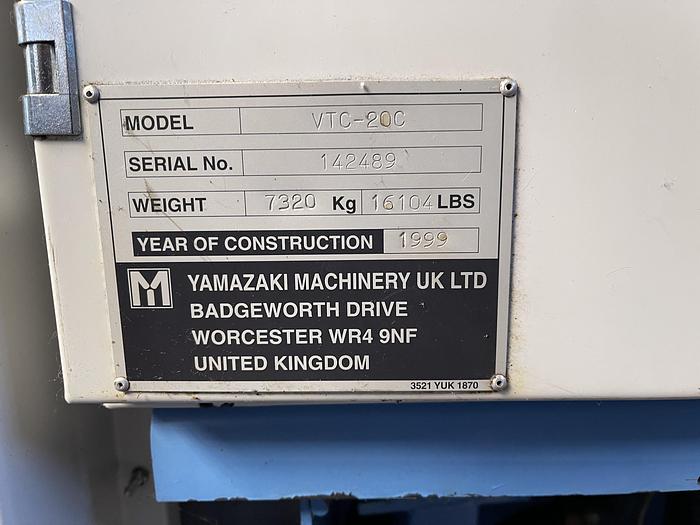 MODEL VTC-20C
SERIAL No. 142489
WEIGHT 7320 Kg 16104 LBS
YEAR OF CONSTRUCTION 1999
YAMAZAKI MACHINERY UK LTD
BADGEWORTH DRIVE
WORCESTER WR4 9NF
UNITED KINGDOM
3521 YUK 1870